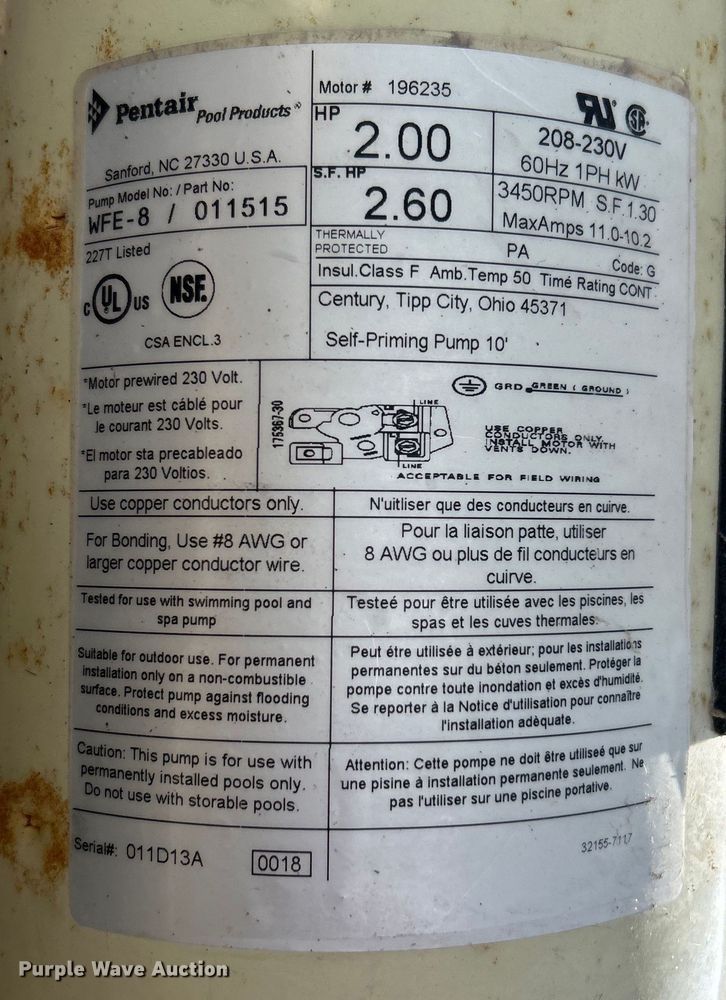 Pentair Pool Products®
Sanford, NC 27330 U.S.A.
Pump Model No: / Part No:
WFE-8 / 011515
227T Listed
c UL us NSF.
CSA ENCL.3
Motor # 196235
HP
2.00
S.F. HP
2.60
208-230V
60Hz 1PH kW
3450RPM S.F.1.30
MaxAmps 11.0-10.2
THERMALLY
PROTECTED
PA
Code: G
Insul.Class F Amb.Temp 50 Time Rating CONT
Century, Tipp City, Ohio 45371
Self-Priming Pump 10'
*Motor prewired 230 Volt.
*Le moteur est câblé pour
le courant 230 Volts.
*El motor sta precableado
para 230 Voltios.
175367-30
GRD GREEN ( GROUND )
LINE
LINE
USE COPPER
CONDUCTORS ONLY.
INSTALL MOTOR WITH
VENTS DOWN.
ACCEPTABLE FOR FIELD WIRING
Use copper conductors only.
N'uitliser que des conducteurs en cuirve.
For Bonding, Use #8 AWG or
larger copper conductor wire.
Pour la liaison patte, utiliser
8 AWG ou plus de fil conducteurs en
cuirve.
Tested for use with swimming pool and
spa pump
Testeé pour être utilisée avec les piscines, les
spas et les cuves thermales.
Suitable for outdoor use. For permanent
installation only on a non-combustible
surface. Protect pump against flooding
conditions and excess moisture.
Peut étre utilisée à extérieur; pour les installations
permanentes sur du béton seulement. Protéger la
pompe contre toute inondation et excès d'humidité.
Se reporter à la Notice d'utilisation pour connaître
l'installation adèquate.
Caution: This pump is for use with
permanently installed pools only.
Do not use with storable pools.
Attention: Cette pompe ne doit être utiliseé que sur
une pisine à installation permanente seulement. Ne
pas l'utiliser sur une piscine portative.
Serial#: 011D13A
0018
32155-7117
Purple Wave Auction